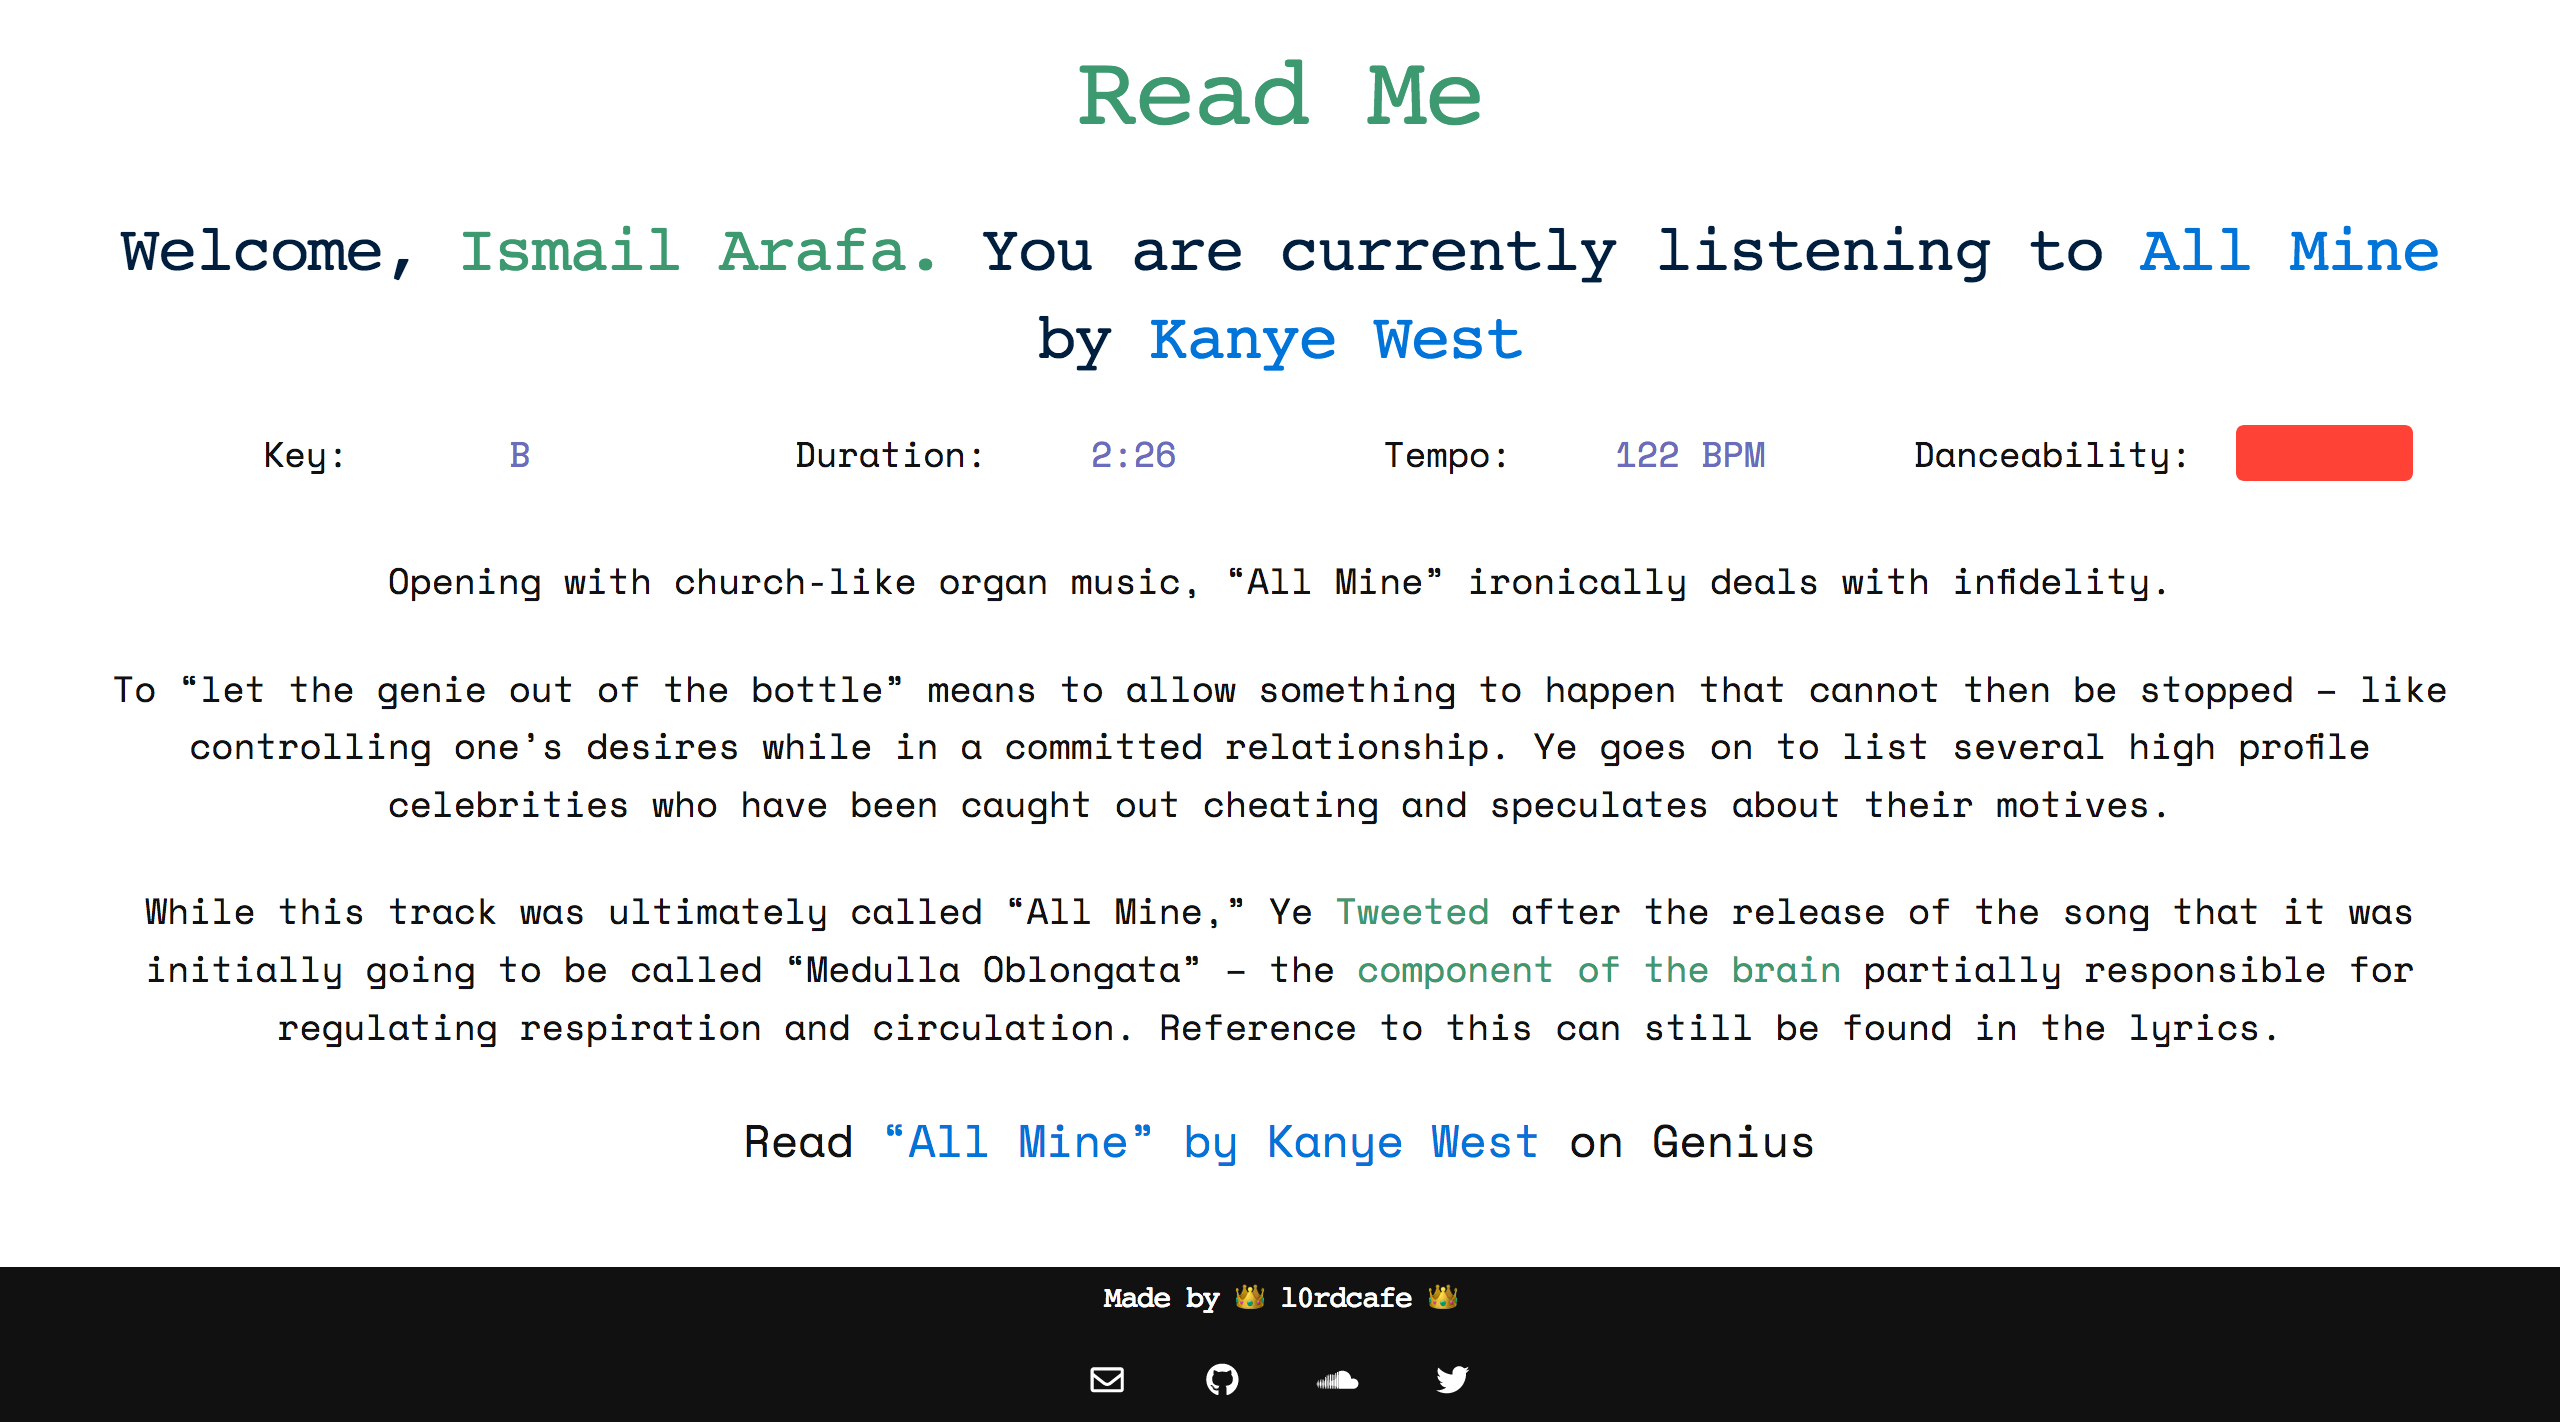 Read Me
Welcome, Ismail Arafa. You are currently listening to All Mine
by Kanye West
Key: B Duration: 2:26 Tempo: 122 BPM Danceability:
Opening with church-like organ music, “All Mine” ironically deals with infidelity.
To “let the genie out of the bottle” means to allow something to happen that cannot then be stopped – like
controlling one’s desires while in a committed relationship. Ye goes on to list several high profile
celebrities who have been caught out cheating and speculates about their motives.
While this track was ultimately called “All Mine,” Ye Tweeted after the release of the song that it was
initially going to be called “Medulla Oblongata” – the component of the brain partially responsible for
regulating respiration and circulation. Reference to this can still be found in the lyrics.
Read “All Mine” by Kanye West on Genius
Made by 👑 l0rdcafe 👑